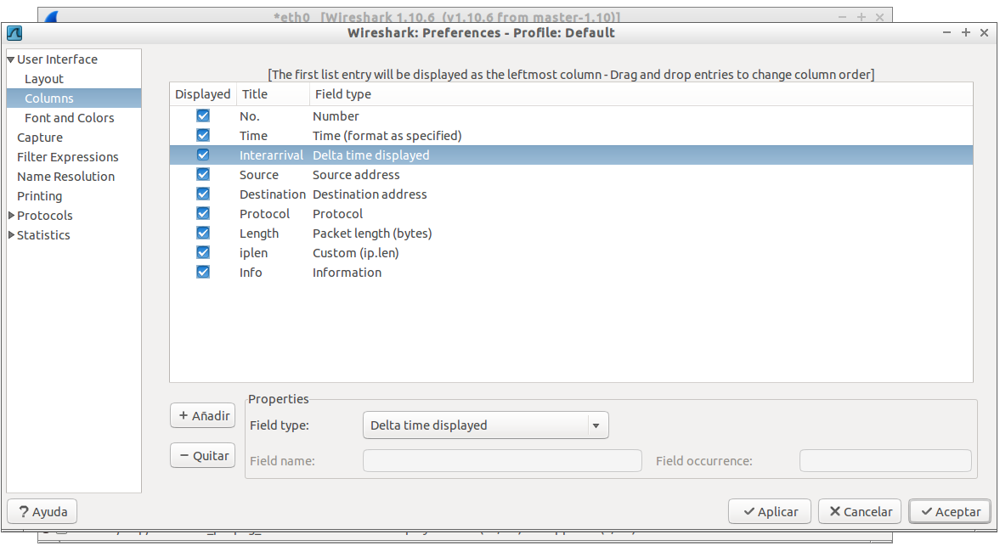 *eth0 [Wireshark 1.10.6 (v1.10.6 from master-1.10)]
Wireshark: Preferences - Profile: Default
User Interface
Layout
Columns
Font and Colors
Capture
Filter Expressions
Name Resolution
Printing
Protocols
Statistics
[The first list entry will be displayed as the leftmost column - Drag and drop entries to change column order]
Displayed Title Field type
No. Number
Time Time (format as specified)
Interarrival Delta time displayed
Source Source address
Destination Destination address
Protocol Protocol
Length Packet length (bytes)
iplen Custom (ip.len)
Info Information
+ Añadir
− Quitar
Properties
Field type: Delta time displayed
Field name: Field occurrence:
? Ayuda
Aplicar
Cancelar
Aceptar